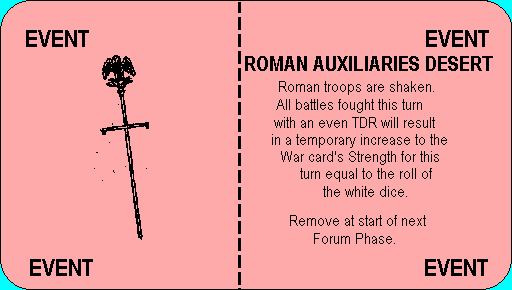 EVENT
EVENT
EVENT
ROMAN AUXILIARIES DESERT
Roman troops are shaken.
All battles fought this turn
with an even TDR will result
in a temporary increase to the
War card's Strength for this
turn equal to the roll of
the white dice.
Remove at start of next
Forum Phase.
EVENT